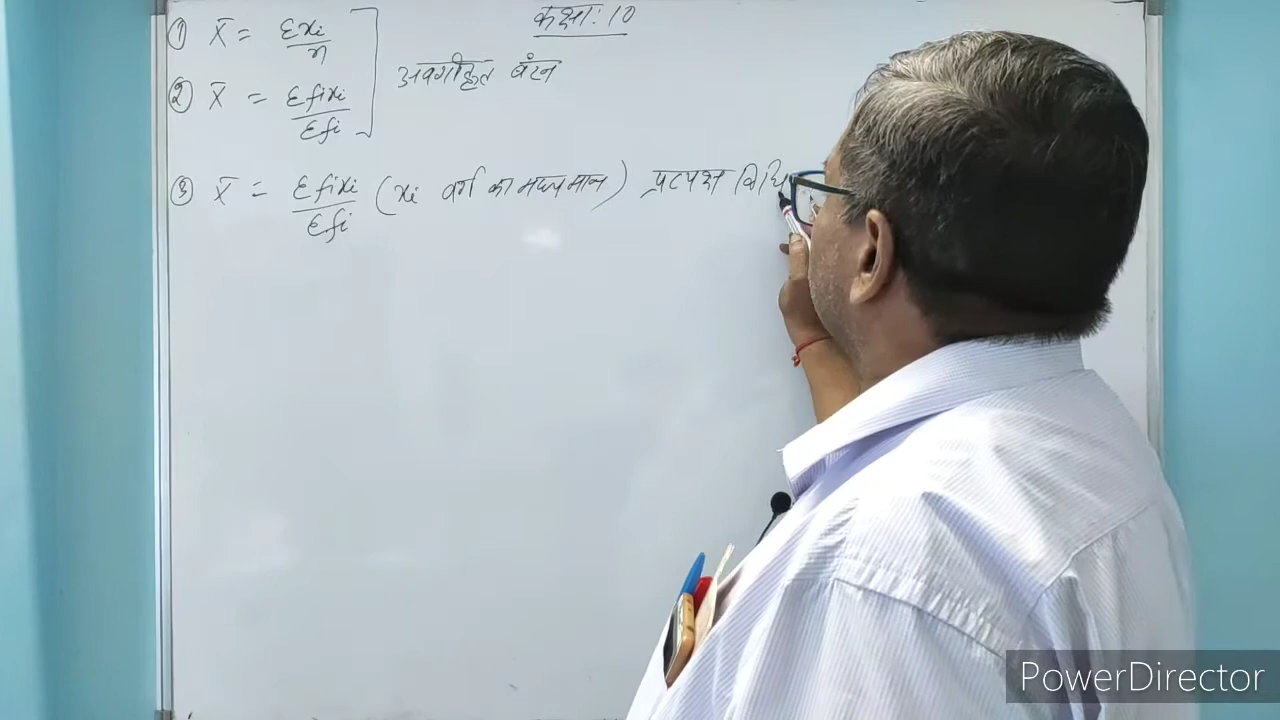 कक्षा: 10
① x̄ = Σxi/n
अवर्गीकृत बंटन
② x̄ = Σfixi/Σfi
③ x̄ = Σfixi/Σfi (xi वर्ग का मध्यमान) प्रत्यक्ष विधि
PowerDirector